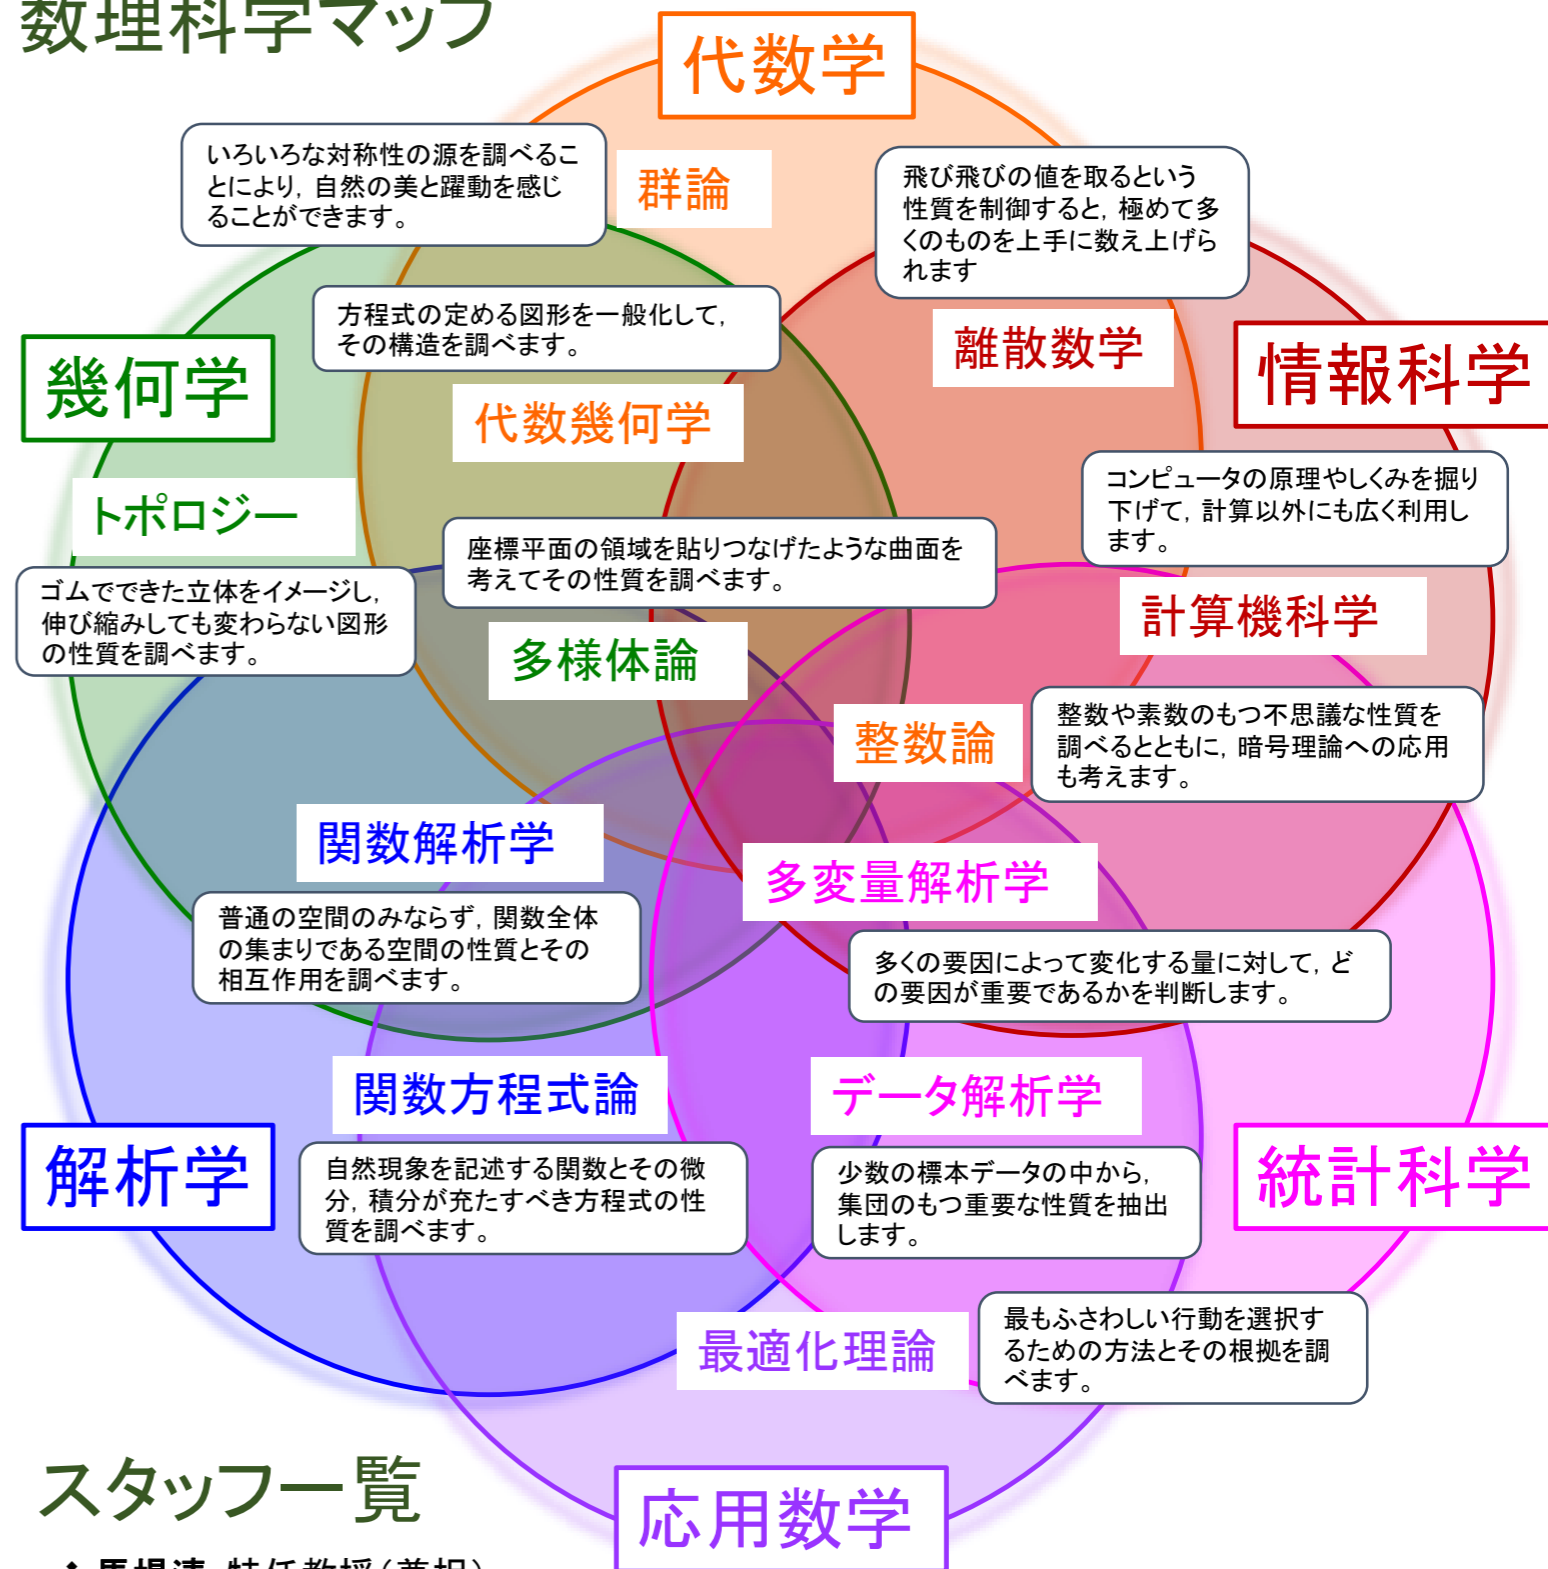 数理科学マップ
代数学
いろいろな対称性の源を調べるこ
とにより，自然の美と躍動を感じ
ることができます。
群論
飛び飛びの値を取るという
性質を制御すると，極めて多
くのものを上手に数え上げら
れます
方程式の定める図形を一般化して，
その構造を調べます。
離散数学
幾何学
情報科学
代数幾何学
トポロジー
コンピュータの原理やしくみを掘り
下げて，計算以外にも広く利用し
ます。
座標平面の領域を貼りつなげたような曲面を
考えてその性質を調べます。
ゴムでできた立体をイメージし，
伸び縮みしても変わらない図形
の性質を調べます。
計算機科学
多様体論
整数論
整数や素数のもつ不思議な性質を
調べるとともに，暗号理論への応用
も考えます。
関数解析学
多変量解析学
普通の空間のみならず，関数全体
の集まりである空間の性質とその
相互作用を調べます。
多くの要因によって変化する量に対して，ど
の要因が重要であるかを判断します。
関数方程式論
データ解析学
解析学
統計科学
自然現象を記述する関数とその微
分，積分が充たすべき方程式の性
質を調べます。
少数の標本データの中から，
集団のもつ重要な性質を抽出
します。
最適化理論
最もふさわしい行動を選択す
るための方法とその根拠を調
べます。
スタッフ一覧
応用数学